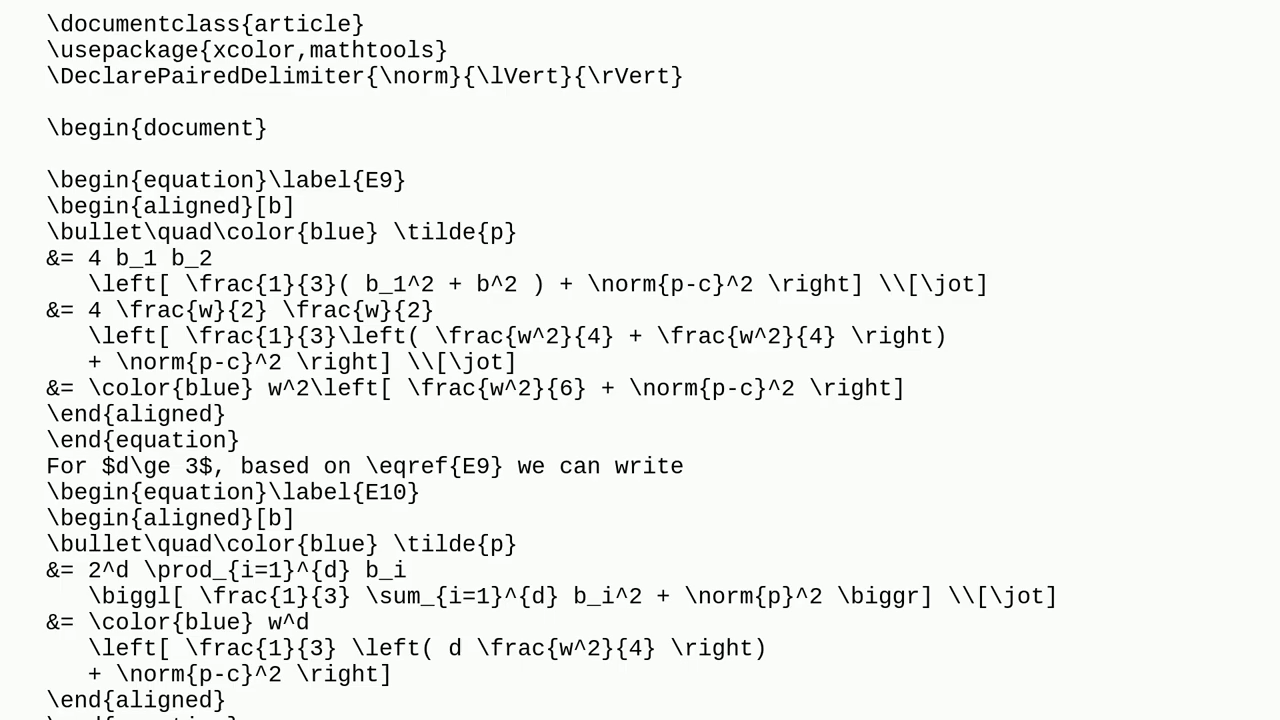 \documentclass{article}
\usepackage{xcolor,mathtools}
\DeclarePairedDelimiter{\norm}{\lVert}{\rVert}
\begin{document}
\begin{equation}\label{E9}
\begin{aligned}[b]
\bullet\quad\color{blue} \tilde{p}
&= 4 b_1 b_2
\left[ \frac{1}{3}( b_1^2 + b^2 ) + \norm{p-c}^2 \right] \\[\jot]
&= 4 \frac{w}{2} \frac{w}{2}
\left[ \frac{1}{3}\left( \frac{w^2}{4} + \frac{w^2}{4} \right)
+ \norm{p-c}^2 \right] \\[\jot]
&= \color{blue} w^2\left[ \frac{w^2}{6} + \norm{p-c}^2 \right]
\end{aligned}
\end{equation}
For $d\ge 3$, based on \eqref{E9} we can write
\begin{equation}\label{E10}
\begin{aligned}[b]
\bullet\quad\color{blue} \tilde{p}
&= 2^d \prod_{i=1}^{d} b_i
\biggl[ \frac{1}{3} \sum_{i=1}^{d} b_i^2 + \norm{p}^2 \biggr] \\[\jot]
&= \color{blue} w^d
\left[ \frac{1}{3} \left( d \frac{w^2}{4} \right)
+ \norm{p-c}^2 \right]
\end{aligned}